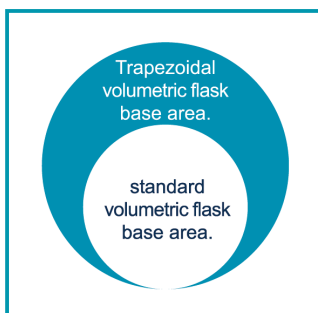 Trapezoidal
volumetric flask
base area.
standard
volumetric flask
base area.